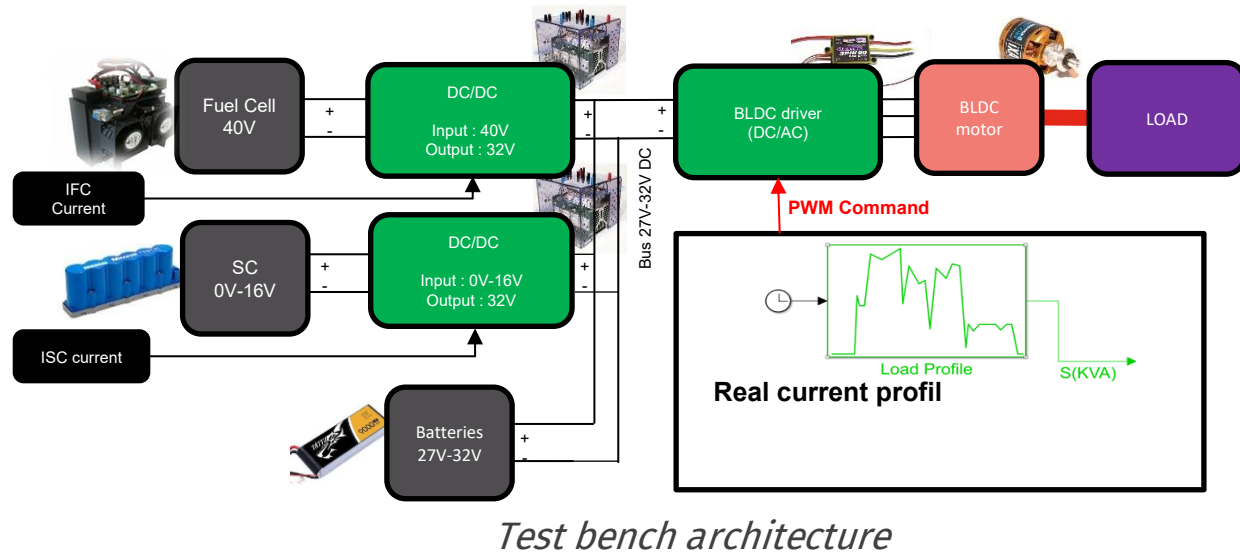 Fuel Cell
40V
+
-
DC/DC
Input : 40V
Output : 32V
+
-
+
-
BLDC driver
(DC/AC)
BLDC
motor
LOAD
IFC
Current
PWM Command
Bus 27V-32V DC
SC
0V-16V
+
-
DC/DC
Input : 0V-16V
Output : 32V
+
-
ISC current
Load Profile
S(KVA)
Real current profil
Batteries
27V-32V
+
-
Test bench architecture